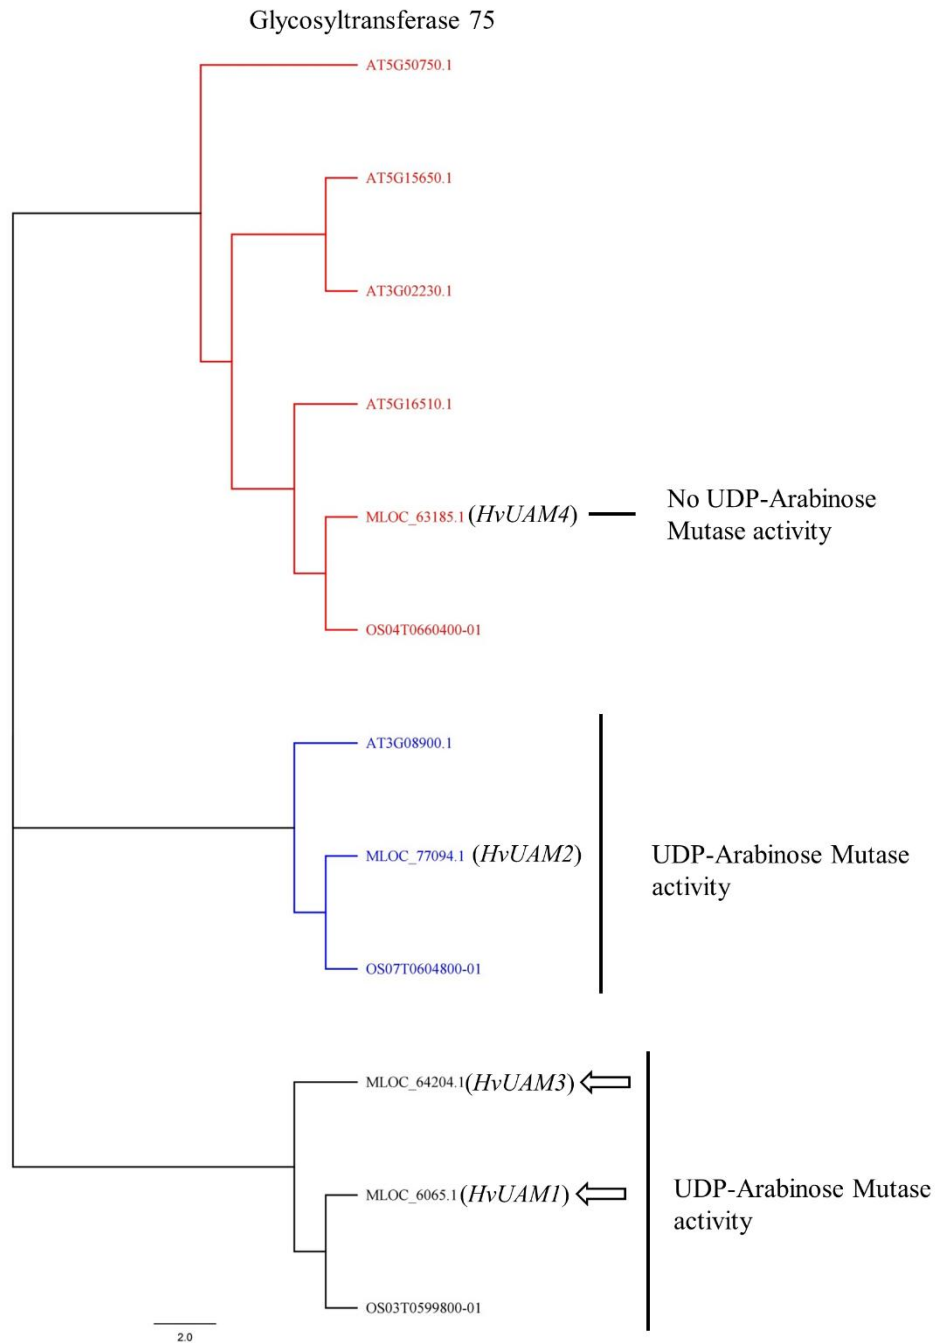 Glycosyltransferase 75
AT5G50750.1
AT5G15650.1
AT3G02230.1
AT5G16510.1
MLOC_63185.1 (HvUAM4)
No UDP-Arabinose
Mutase activity
OS04T0660400-01
AT3G08900.1
MLOC_77094.1 (HvUAM2)
UDP-Arabinose Mutase
activity
OS07T0604800-01
MLOC_64204.1 (HvUAM3)
MLOC_6065.1 (HvUAM1)
UDP-Arabinose Mutase
activity
OS03T0599800-01
2.0